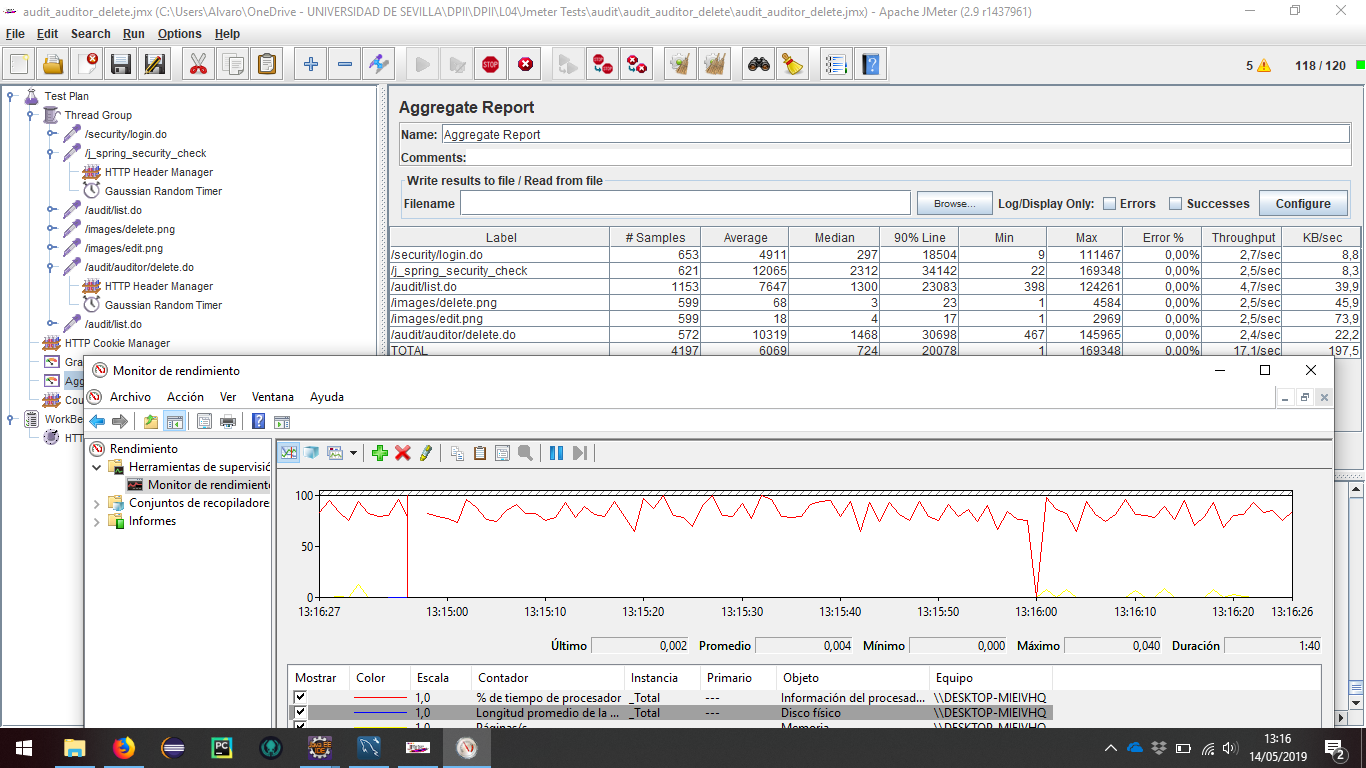 audit_auditor_delete.jmx (C:\Users\Alvaro\OneDrive - UNIVERSIDAD DE SEVILLA\DPII\DPII\L04\Jmeter Tests\audit\audit_auditor_delete\audit_auditor_delete.jmx) - Apache JMeter (2.9 r1437961)
File Edit Search Run Options Help
5 118 / 120
Test Plan
Thread Group
/security/login.do
/j_spring_security_check
HTTP Header Manager
Gaussian Random Timer
/audit/list.do
/images/delete.png
/images/edit.png
/audit/auditor/delete.do
HTTP Header Manager
Gaussian Random Timer
/audit/list.do
HTTP Cookie Manager
Gra
Agg
Cou
WorkBe
HTT
Aggregate Report
Name: Aggregate Report
Comments:
Write results to file / Read from file
Filename Browse... Log/Display Only: Errors Successes Configure
Label # Samples Average Median 90% Line Min Max Error % Throughput KB/sec
/security/login.do 653 4911 297 18504 9 111467 0,00% 2,7/sec 8,8
/j_spring_security_check 621 12065 2312 34142 22 169348 0,00% 2,5/sec 8,3
/audit/list.do 1153 7647 1300 23083 398 124261 0,00% 4,7/sec 39,9
/images/delete.png 599 68 3 23 1 4584 0,00% 2,5/sec 45,9
/images/edit.png 599 18 4 17 1 2969 0,00% 2,5/sec 73,9
/audit/auditor/delete.do 572 10319 1468 30698 467 145965 0,00% 2,4/sec 22,2
TOTAL 4197 6069 724 20078 1 169348 0,00% 17,1/sec 197,5
Monitor de rendimiento
Archivo Acción Ver Ventana Ayuda
Rendimiento
Herramientas de supervisió
Monitor de rendimiento
Conjuntos de recopiladore
Informes
100
50
0
13:16:27 13:15:00 13:15:10 13:15:20 13:15:30 13:15:40 13:15:50 13:16:00 13:16:10 13:16:20 13:16:26
Último 0,002 Promedio 0,004 Mínimo 0,000 Máximo 0,040 Duración 1:40
Mostrar Color Escala Contador Instancia Primario Objeto Equipo
1,0 % de tiempo de procesador _Total --- Información del procesad... \\DESKTOP-MIEIVHQ
1,0 Longitud promedio de la ... _Total --- Disco físico \\DESKTOP-MIEIVHQ
1,0 Páginas/s --- Memoria \\DESKTOP-MIEIVHQ
13:16
14/05/2019
2